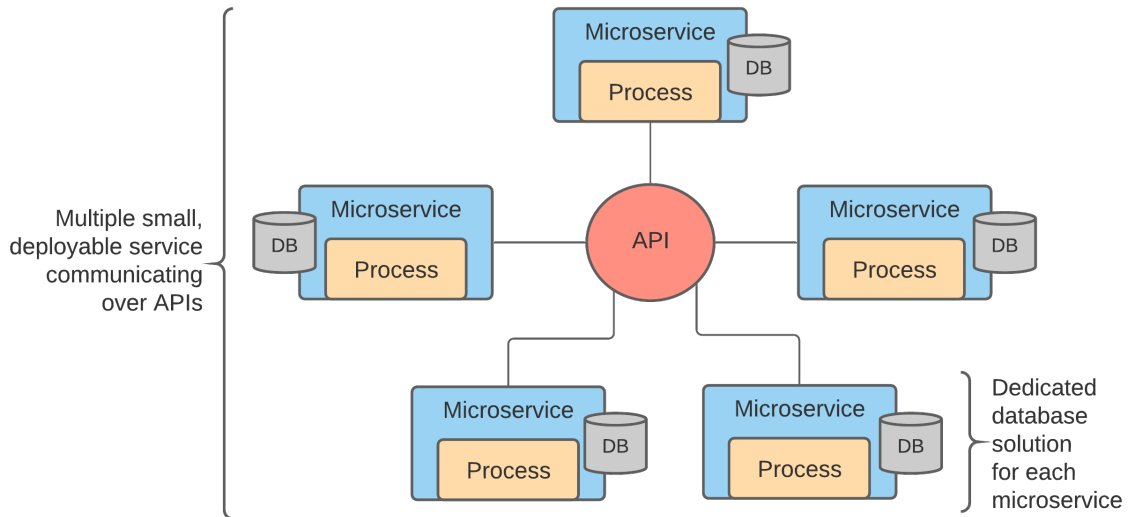 Microservice
DB
Process
Multiple small,
deployable service
communicating
over APIs
DB
Microservice
Process
API
Microservice
DB
Process
Microservice
DB
Process
Microservice
DB
Process
Dedicated
database
solution
for each
microservice